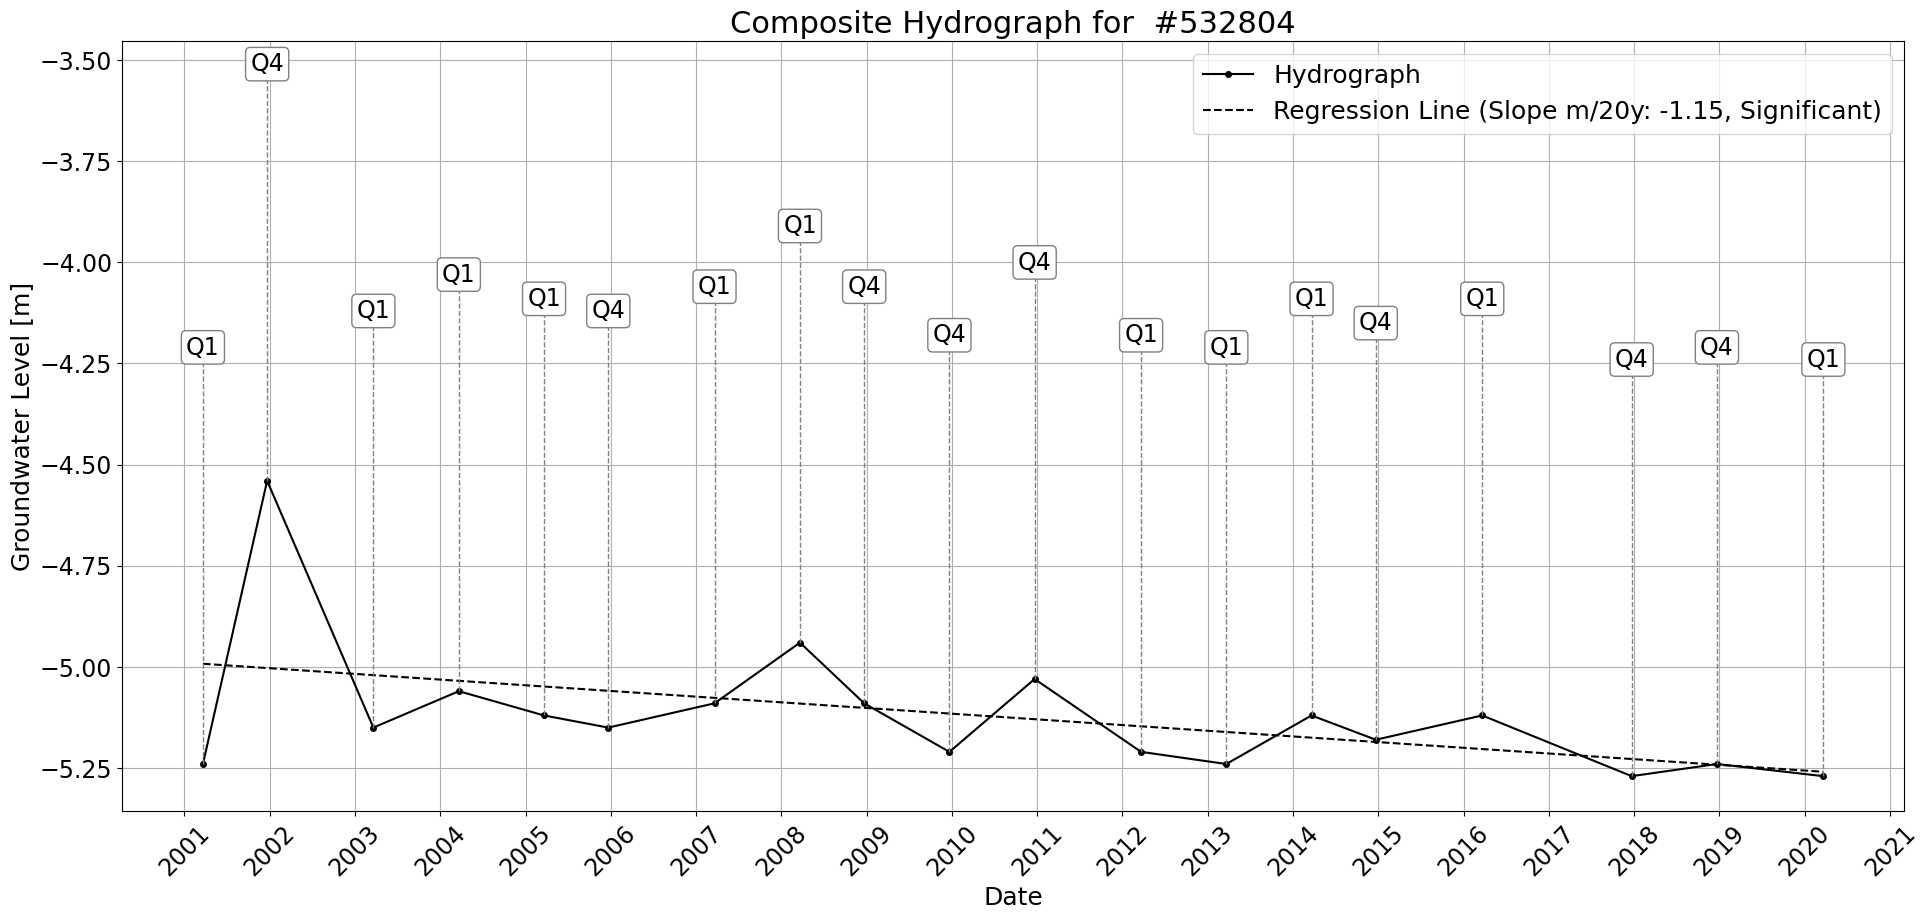 Composite Hydrograph for  #532804
Hydrograph
Regression Line (Slope m/20y: -1.15, Significant)
Groundwater Level [m]
−3.50
−3.75
−4.00
−4.25
−4.50
−4.75
−5.00
−5.25
Q1
Q4
Q1
Q1
Q1
Q4
Q1
Q1
Q4
Q4
Q4
Q1
Q1
Q1
Q4
Q1
Q4
Q4
Q1
2001
2002
2003
2004
2005
2006
2007
2008
2009
2010
2011
2012
2013
2014
2015
2016
2017
2018
2019
2020
2021
Date